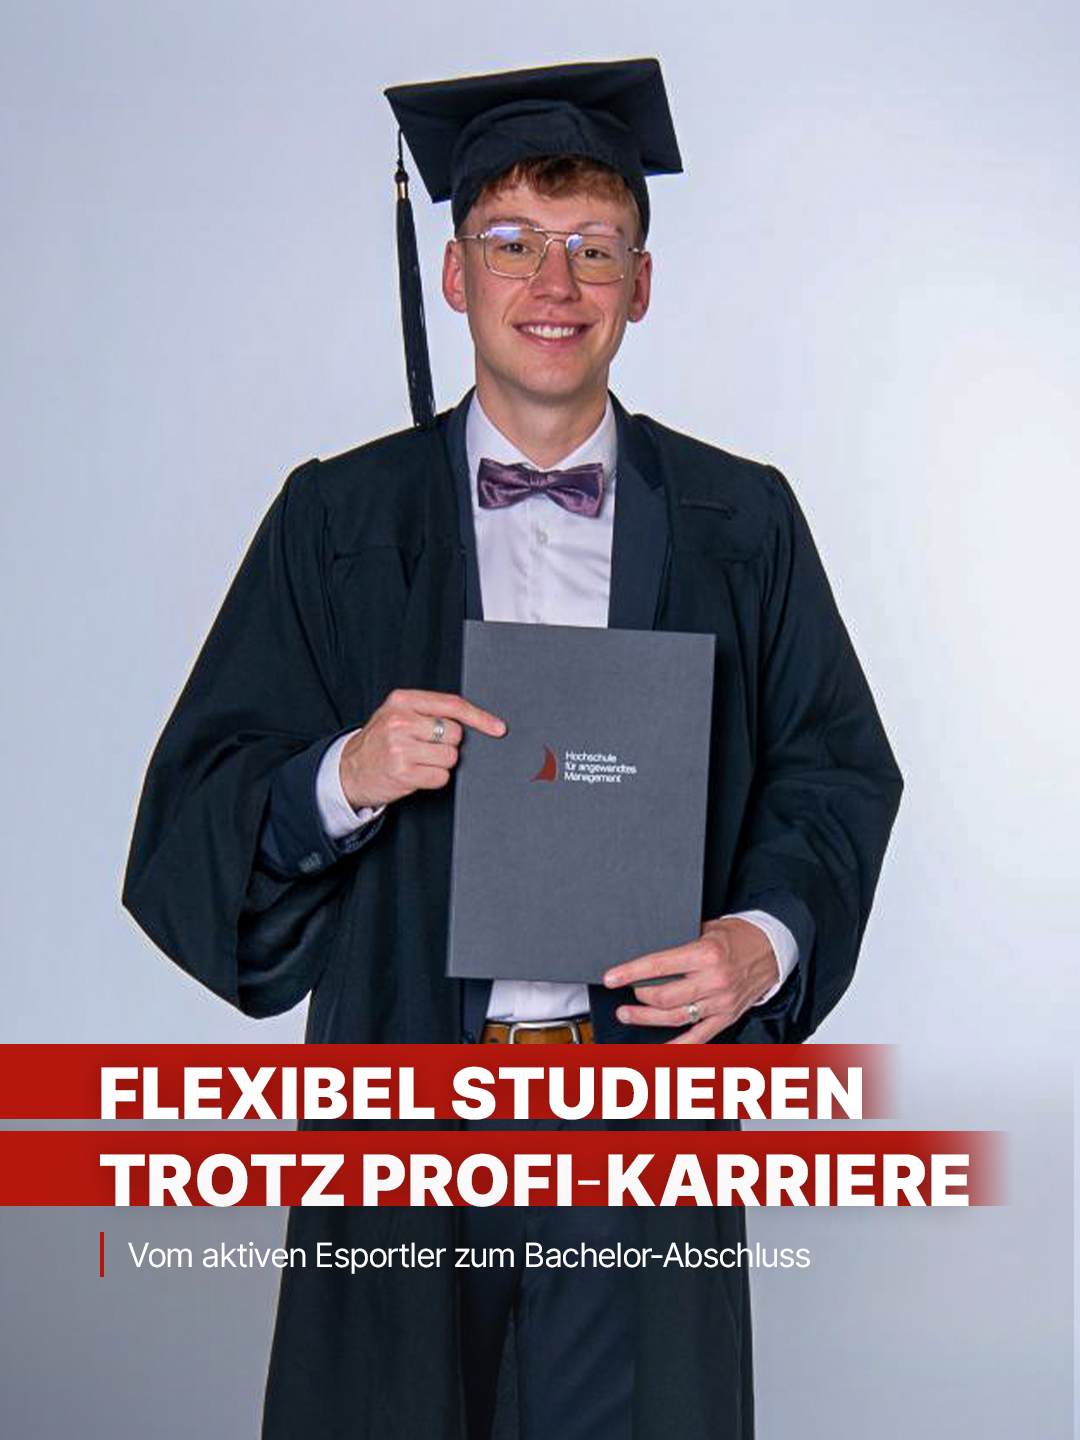 Hochschule
für angewandtes
Management
FLEXIBEL STUDIEREN
TROTZ PROFI-KARRIERE
Vom aktiven Esportler zum Bachelor-Abschluss